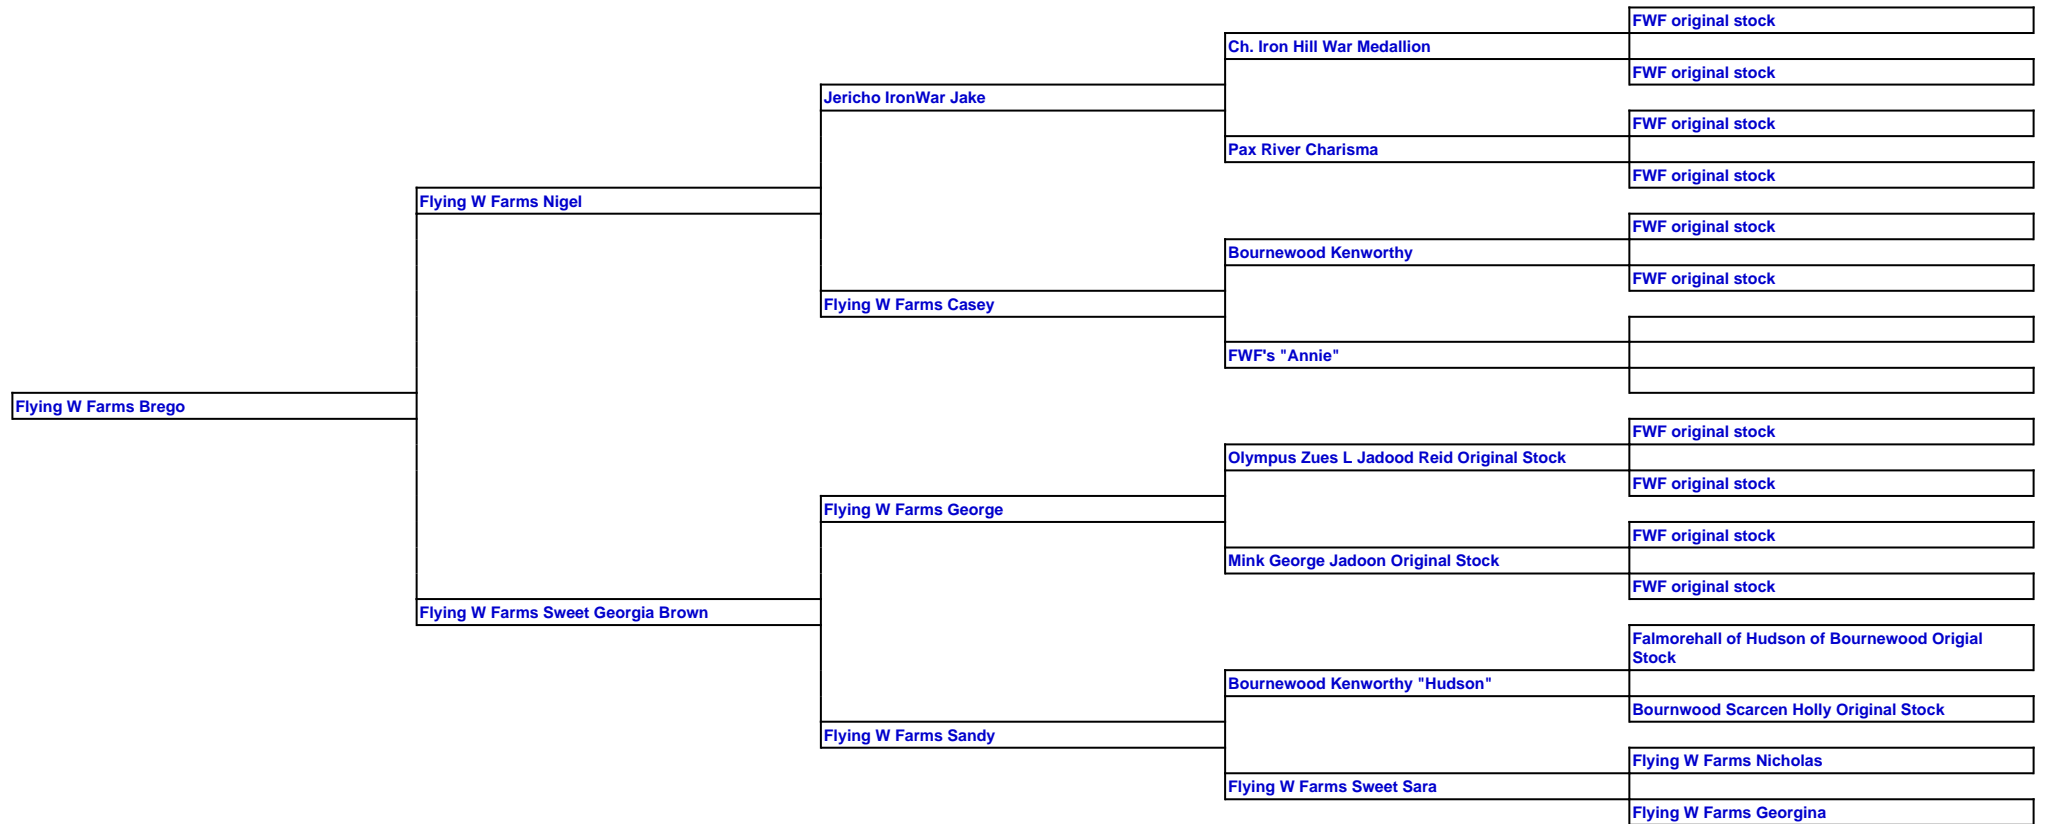 FWF original stock
Ch. Iron Hill War Medallion
FWF original stock
Jericho IronWar Jake
FWF original stock
Pax River Charisma
FWF original stock
Flying W Farms Nigel
FWF original stock
Bournewood Kenworthy
FWF original stock
Flying W Farms Casey
FWF's "Annie"
Flying W Farms Brego
FWF original stock
Olympus Zues L Jadood Reid Original Stock
FWF original stock
Flying W Farms George
FWF original stock
Mink George Jadoon Original Stock
FWF original stock
Flying W Farms Sweet Georgia Brown
Falmorehall of Hudson of Bournewood Origial
Stock
Bournewood Kenworthy "Hudson"
Bournwood Scarcen Holly Original Stock
Flying W Farms Sandy
Flying W Farms Nicholas
Flying W Farms Sweet Sara
Flying W Farms Georgina